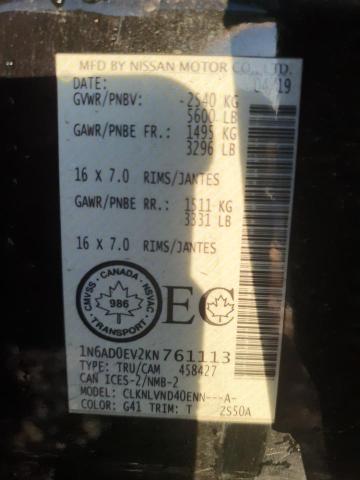 MFD BY NISSAN MOTOR CO., LTD.
DATE: 04/19
GVWR/PNBV: 2540 KG
5600 LB
GAWR/PNBE FR.: 1495 KG
3296 LB
16 X 7.0 RIMS/JANTES
GAWR/PNBE RR.: 1511 KG
3331 LB
16 X 7.0 RIMS/JANTES
CMVSS - CANADA - NSVAC
986
TRANSPORT
EC
1N6AD0EV2KN761113
TYPE: TRU/CAM 458427
CAN ICES-2/NMB-2
MODEL: CLKNLVND40ENN---A-
COLOR: G41 TRIM: T 2S50A